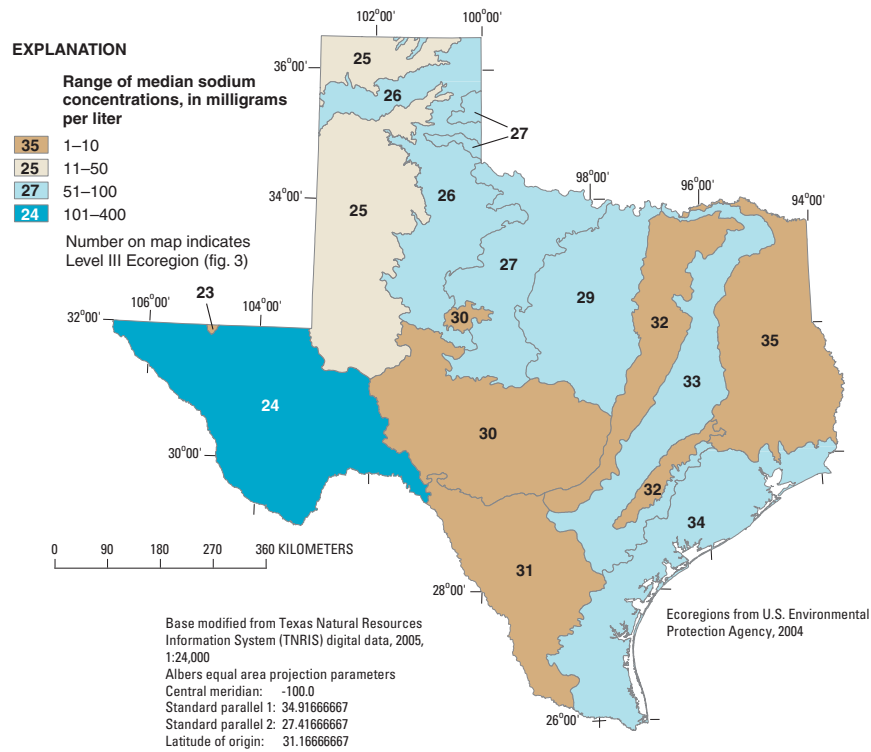 EXPLANATION
Range of median sodium
concentrations, in milligrams
per liter
35 1–10
25 11–50
27 51–100
24 101–400
Number on map indicates
Level III Ecoregion (fig. 3)
102°00'
100°00'
36°00'
25
26
27
34°00'
25
26
98°00'
96°00'
94°00'
27
29
23
106°00'
104°00'
32°00'
30
32
35
33
24
30
30°00'
32
34
31
0 90 180 270 360 KILOMETERS
28°00'
26°00'
Base modified from Texas Natural Resources
Information System (TNRIS) digital data, 2005,
1:24,000
Albers equal area projection parameters
Central meridian: -100.0
Standard parallel 1: 34.91666667
Standard parallel 2: 27.41666667
Latitude of origin: 31.16666667
Ecoregions from U.S. Environmental
Protection Agency, 2004